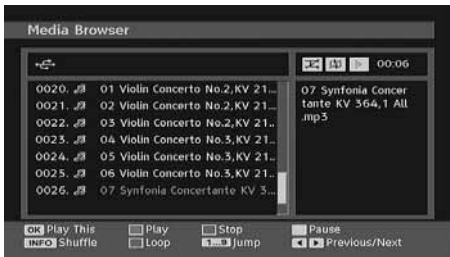 Media Browser
00:06
0020. 01 Violin Concerto No.2,KV 21...
0021. 02 Violin Concerto No.2,KV 21...
0022. 03 Violin Concerto No.2,KV 21..
0023. 04 Violin Concerto No.3,KV 21..
0024. 05 Violin Concerto No.3,KV 21..
0025. 06 Violin Concerto No.3,KV 21..
0026. 07 Synfonia Concertante KV 3...
07 Synfonia Concer
tante KV 364,1 All
.mp3
OK Play This Play Stop Pause
INFO Shuffle Loop 1...9 Jump Previous/Next